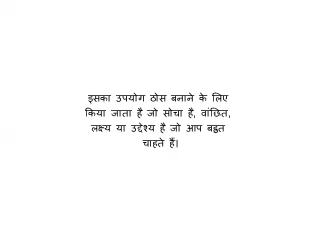 इसका उपयोग ठोस बनाने के लिए
किया जाता है जो सोचा है, वांछित,
लक्ष्य या उद्देश्य है जो आप बहुत
चाहते हैं।